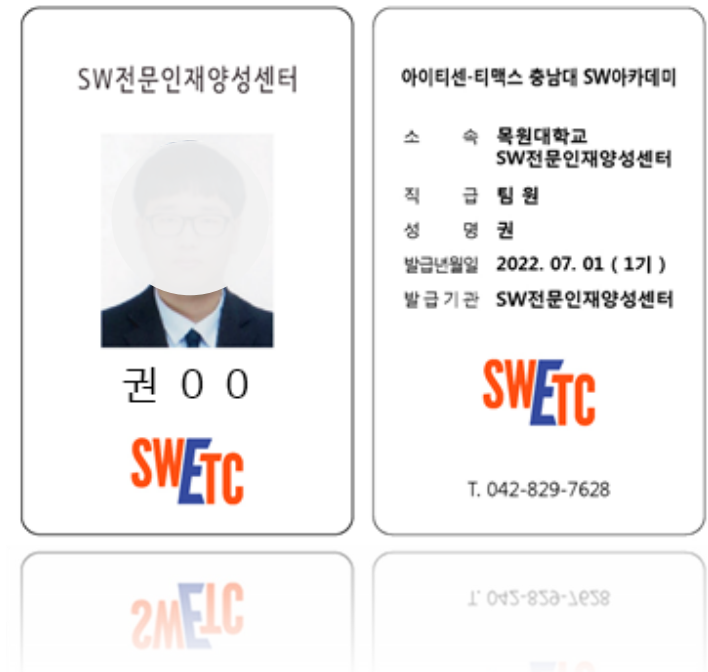 SW전문인재양성센터
권 0 0
SWETC
아이티센-티맥스 충남대 SW아카데미
소 속 목원대학교
SW전문인재양성센터
직 급 팀 원
성 명 권
발급년월일 2022. 07. 01 ( 1기 )
발 급 기 관 SW전문인재양성센터
SWETC
T. 042-829-7628